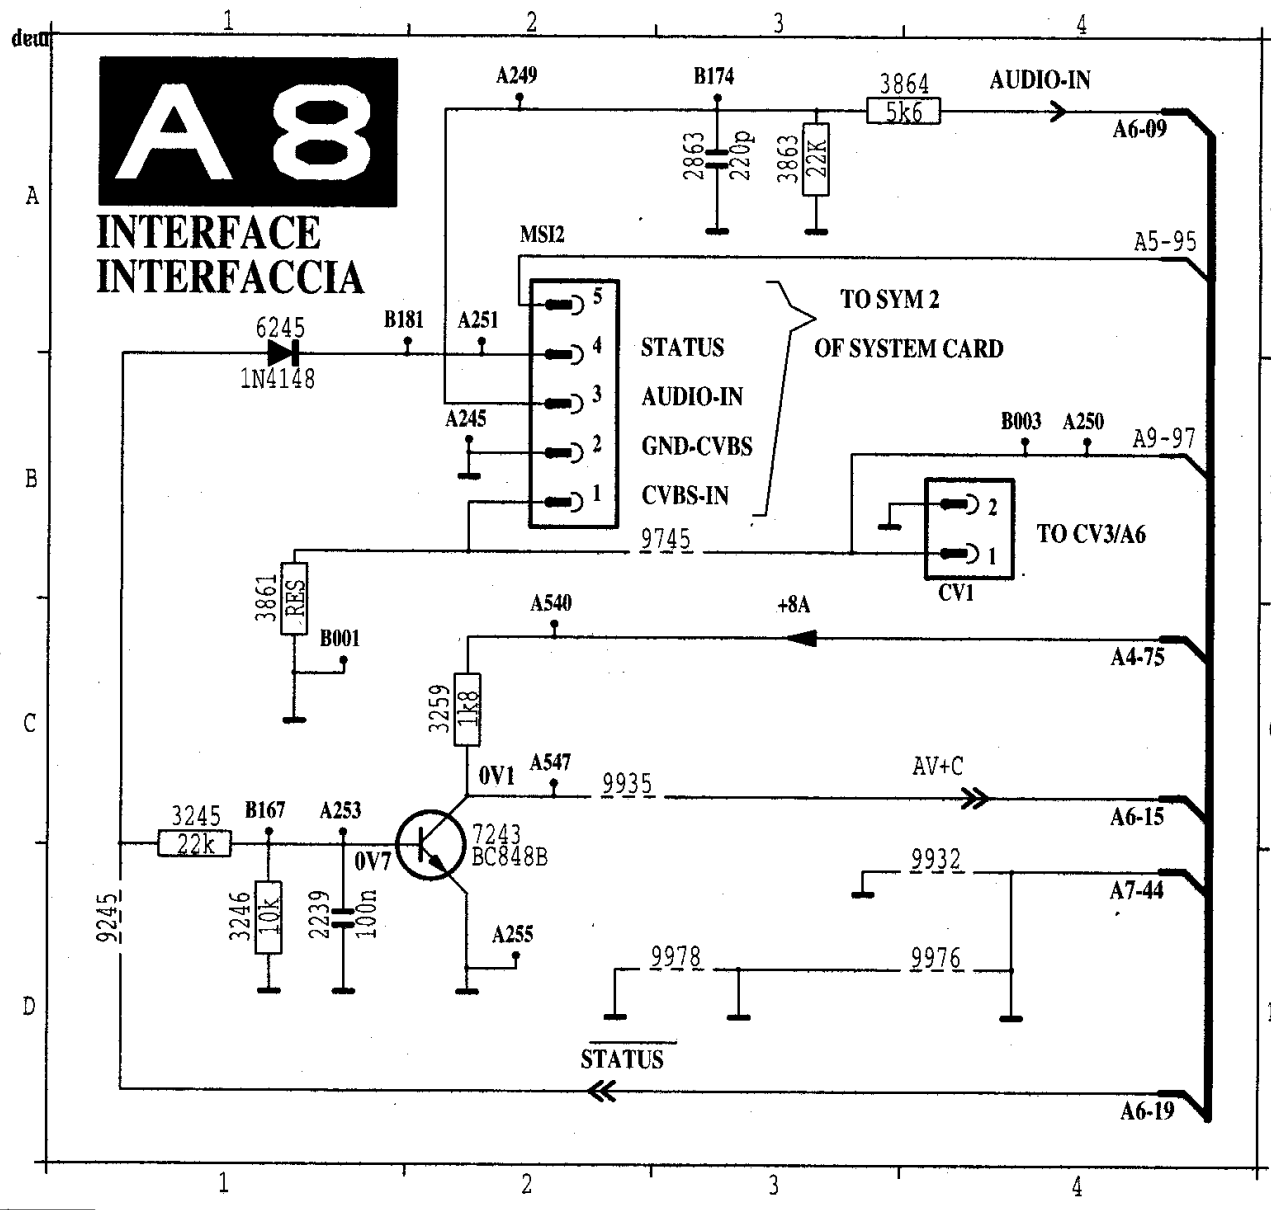 1 2 3 4
map
A8
INTERFACE
INTERFACCIA
A249
B174
3864
5k6
AUDIO-IN
A6-09
2863
220p
3863
22K
A
MSI2
A5-95
5
TO SYM 2
OF SYSTEM CARD
6245
1N4148
B181
A251
4
STATUS
3
AUDIO-IN
A245
2
GND-CVBS
1
CVBS-IN
B003
A250
A9-97
B
2
1
TO CV3/A6
CV1
9745
3861
RES
B001
A540
+8A
A4-75
3259
1k8
C
0V1
A547
9935
AV+C
A6-15
3245
22k
B167
A253
0V7
7243
BC848B
9932
A7-44
9245
3246
10k
2239
100n
A255
9978
9976
D
STATUS
A6-19
1 2 3 4